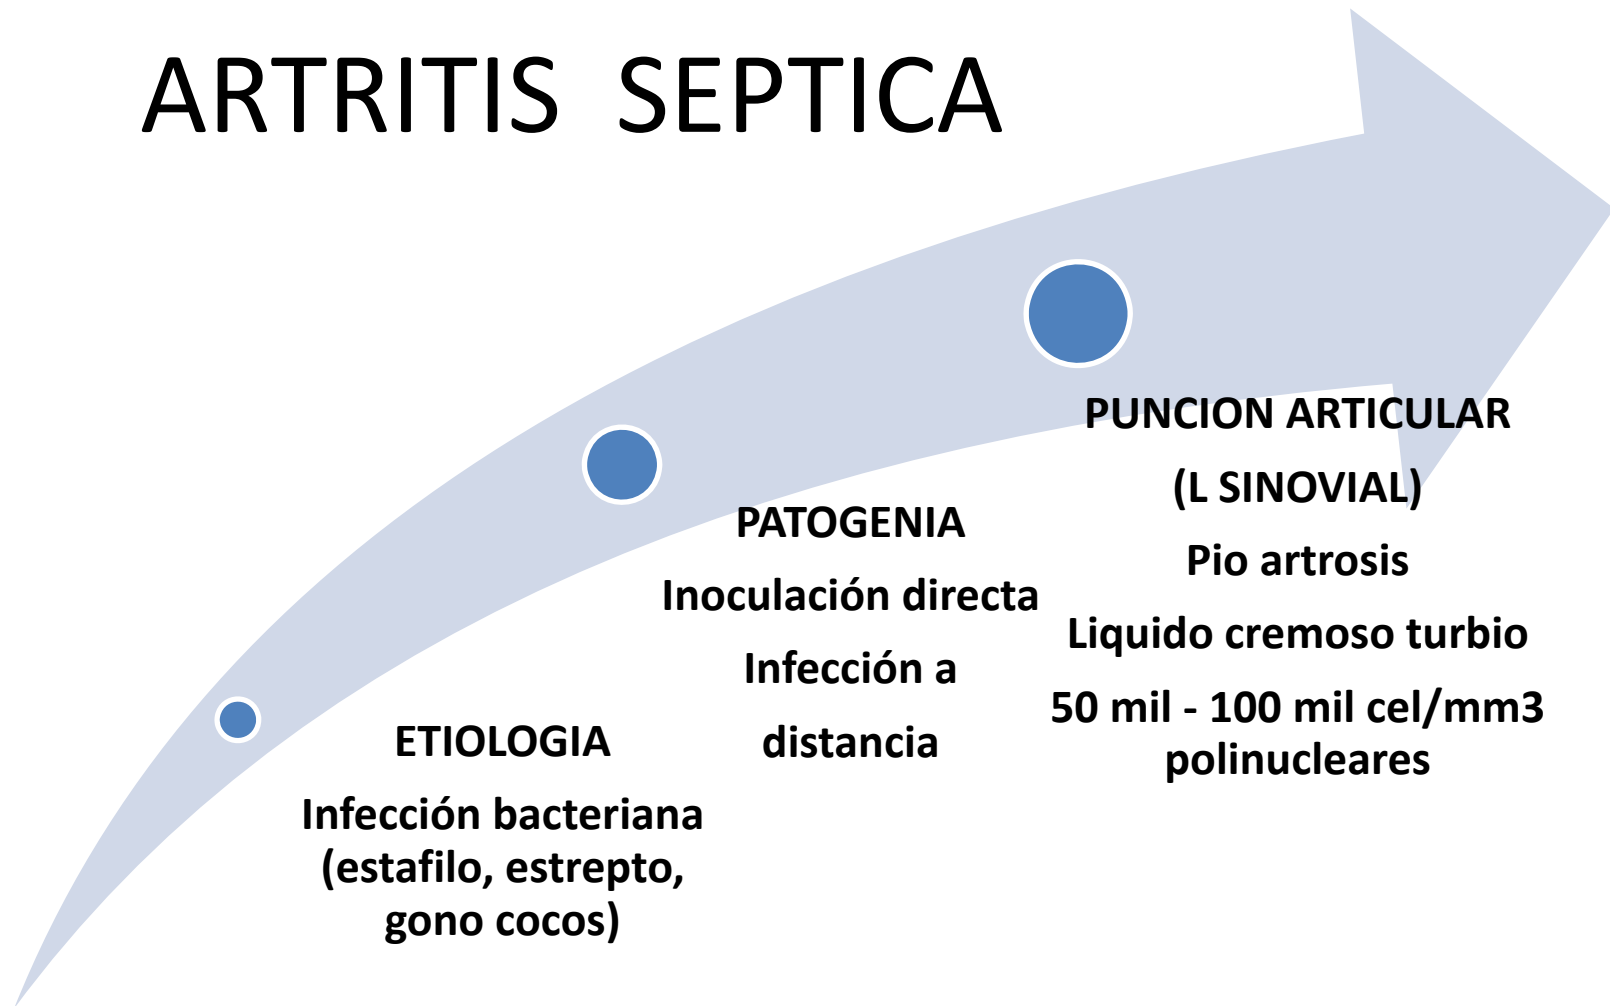 ARTRITIS SEPTICA
ETIOLOGIA
Infección bacteriana
(estafilo, estrepto,
gono cocos)
PATOGENIA
Inoculación directa
Infección a
distancia
PUNCION ARTICULAR
(L SINOVIAL)
Pio artrosis
Liquido cremoso turbio
50 mil - 100 mil cel/mm3
polinucleares